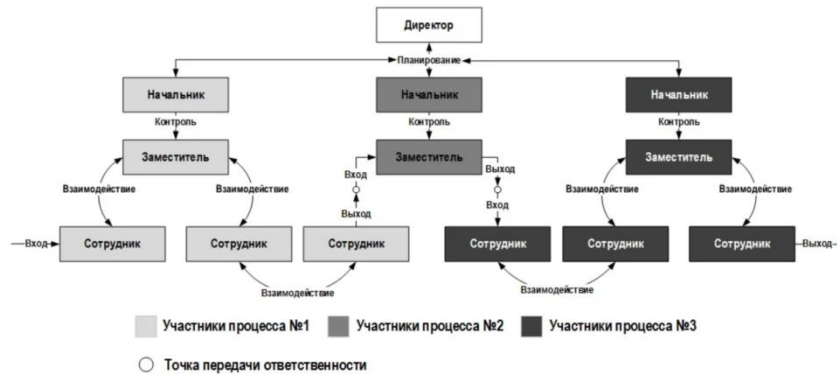 Директор
Планирование
Начальник
Начальник
Начальник
Контроль
Контроль
Контроль
Заместитель
Заместитель
Заместитель
Взаимодействие
Взаимодействие
Вход
Выход
Взаимодействие
Взаимодействие
Выход
Вход
Вход
Сотрудник
Сотрудник
Сотрудник
Сотрудник
Сотрудник
Сотрудник
Выход
Взаимодействие
Взаимодействие
Участники процесса №1
Участники процесса №2
Участники процесса №3
Точка передачи ответственности